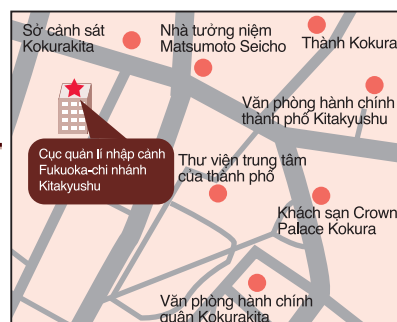 Sở cảnh sát
Kokurakita
Nhà tưởng niệm
Matsumoto Seicho
Thành Kokura
Văn phòng hành chính
thành phố Kitakyushu
Cục quản lí nhập cảnh
Fukuoka-chi nhánh
Kitakyushu
Thư viện trung tâm
của thành phố
Khách sạn Crown
Palace Kokura
Văn phòng hành chính
quận Kokurakita